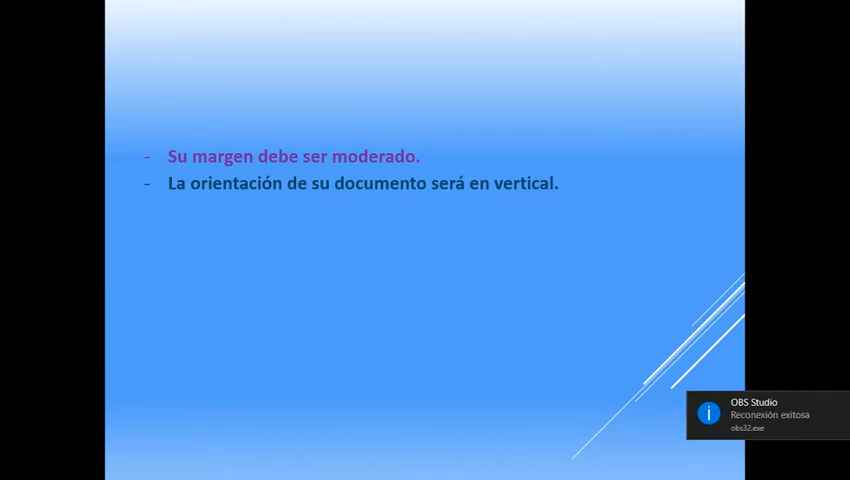 - Su margen debe ser moderado.
- La orientación de su documento será en vertical.
OBS Studio
Reconexión exitosa
obs32.exe